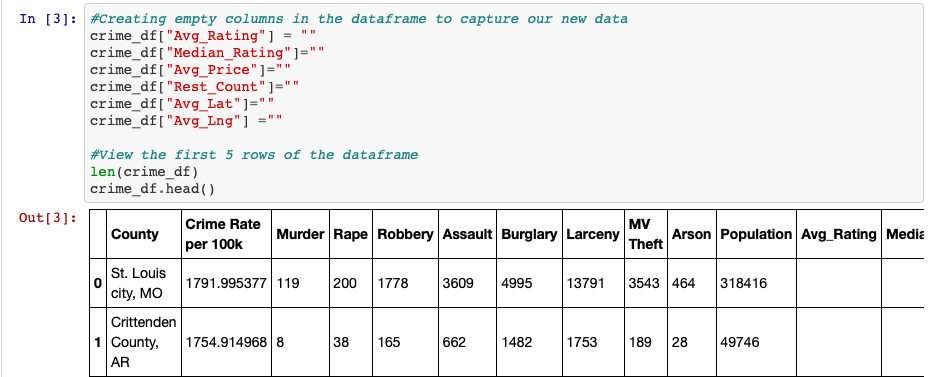 In [3]: #Creating empty columns in the dataframe to capture our new data
crime_df["Avg_Rating"] = ""
crime_df["Median_Rating"]=""
crime_df["Avg_Price"]=""
crime_df["Rest_Count"]=""
crime_df["Avg_Lat"]=""
crime_df["Avg_Lng"] =""
#View the first 5 rows of the dataframe
len(crime_df)
crime_df.head()
Out[3]:
County Crime Rate per 100k Murder Rape Robbery Assault Burglary Larceny MV Theft Arson Population Avg_Rating Media
0 St. Louis city, MO 1791.995377 119 200 1778 3609 4995 13791 3543 464 318416
1 Crittenden County, AR 1754.914968 8 38 165 662 1482 1753 189 28 49746